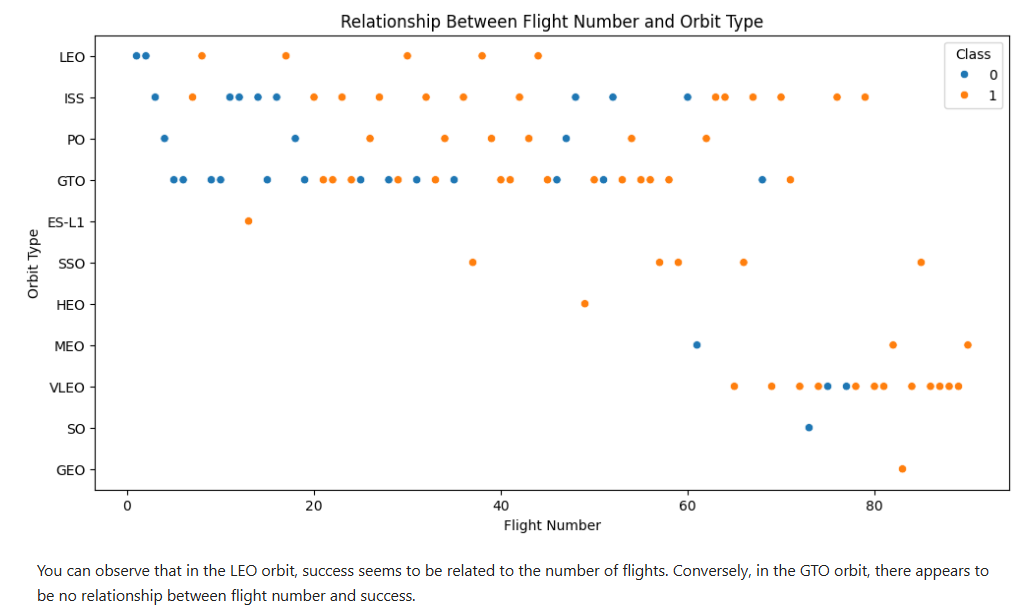 Relationship Between Flight Number and Orbit Type
Class
0
1
LEO
ISS
PO
GTO
ES-L1
SSO
HEO
MEO
VLEO
SO
GEO
Orbit Type
0 20 40 60 80
Flight Number
You can observe that in the LEO orbit, success seems to be related to the number of flights. Conversely, in the GTO orbit, there appears to
be no relationship between flight number and success.